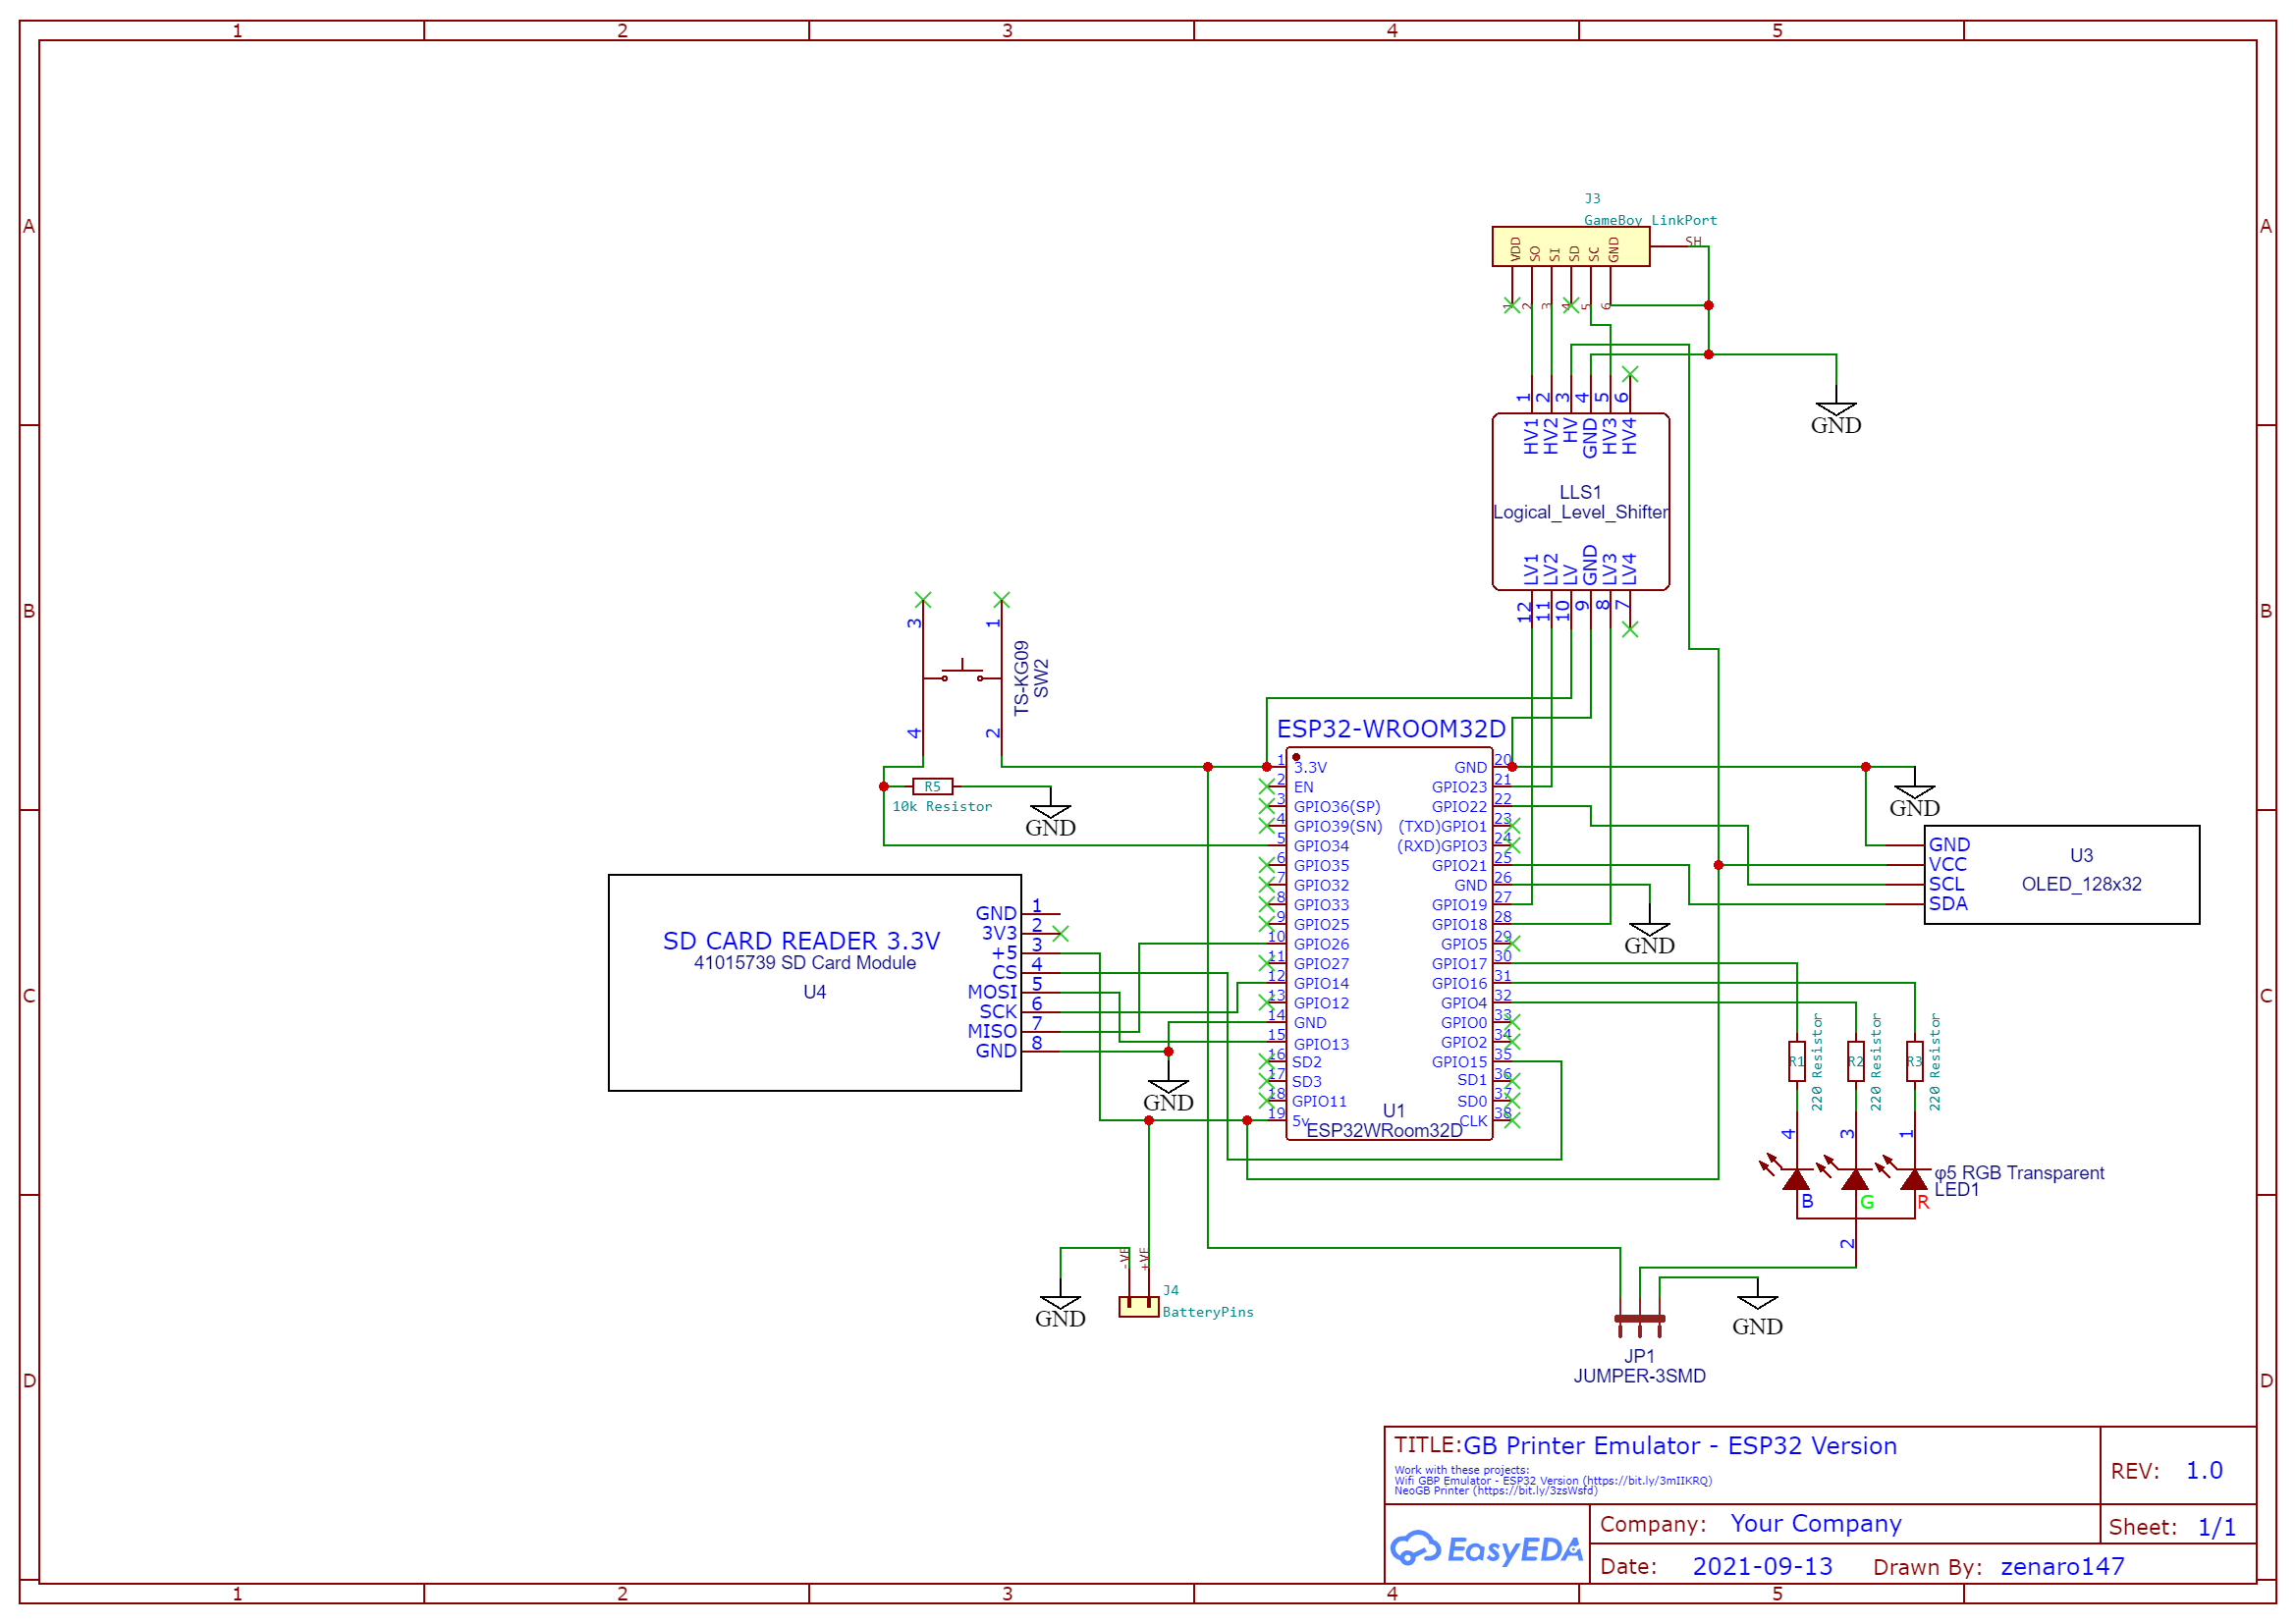 1 2 3 4 5
A
A
J3
GameBoy_LinkPort
VDD SO SI SD SC GND
SH
1 2 3 4 5 6
1 2 3 4 5 6
HV1 HV2 HV GND HV3 HV4
GND
LLS1
Logical_Level_Shifter
LV1 LV2 LV GND LV3 LV4
12 11 10 9 8 7
B
B
3 1
TS-KG09
SW2
4 2
R5
10k Resistor
GND
ESP32-WROOM32D
1 3.3V
2 EN
3 GPIO36(SP)
4 GPIO39(SN)
5 GPIO34
6 GPIO35
7 GPIO32
8 GPIO33
9 GPIO25
10 GPIO26
11 GPIO27
12 GPIO14
13 GPIO12
14 GND
15 GPIO13
16 SD2
17 SD3
18 GPIO11
19 5v
GND 20
GPIO23 21
GPIO22 22
(TXD)GPIO1 23
(RXD)GPIO3 24
GPIO21 25
GND 26
GPIO19 27
GPIO18 28
GPIO5 29
GPIO17 30
GPIO16 31
GPIO4 32
GPIO0 33
GPIO2 34
GPIO15 35
SD1 36
SD0 37
CLK 38
U1
ESP32WRoom32D
GND
GND
GND
VCC
SCL
SDA
U3
OLED_128x32
SD CARD READER 3.3V
41015739 SD Card Module
U4
GND 1
3V3 2
+5 3
CS 4
MOSI 5
SCK 6
MISO 7
GND 8
GND
C
C
R1
220 Resistor
R2
220 Resistor
R3
220 Resistor
4 3 1
φ5 RGB Transparent
LED1
B G R
2
-VE +VE
J4
BatteryPins
GND
GND
JP1
JUMPER-3SMD
D
D
TITLE: GB Printer Emulator - ESP32 Version
Work with these projects:
Wifi GBP Emulator - ESP32 Version (https://bit.ly/3mIIKRQ)
NeoGB Printer (https://bit.ly/3zsWsfd)
REV: 1.0
EasyEDA
Company: Your Company
Sheet: 1/1
Date: 2021-09-13 Drawn By: zenaro147
1 2 3 4 5